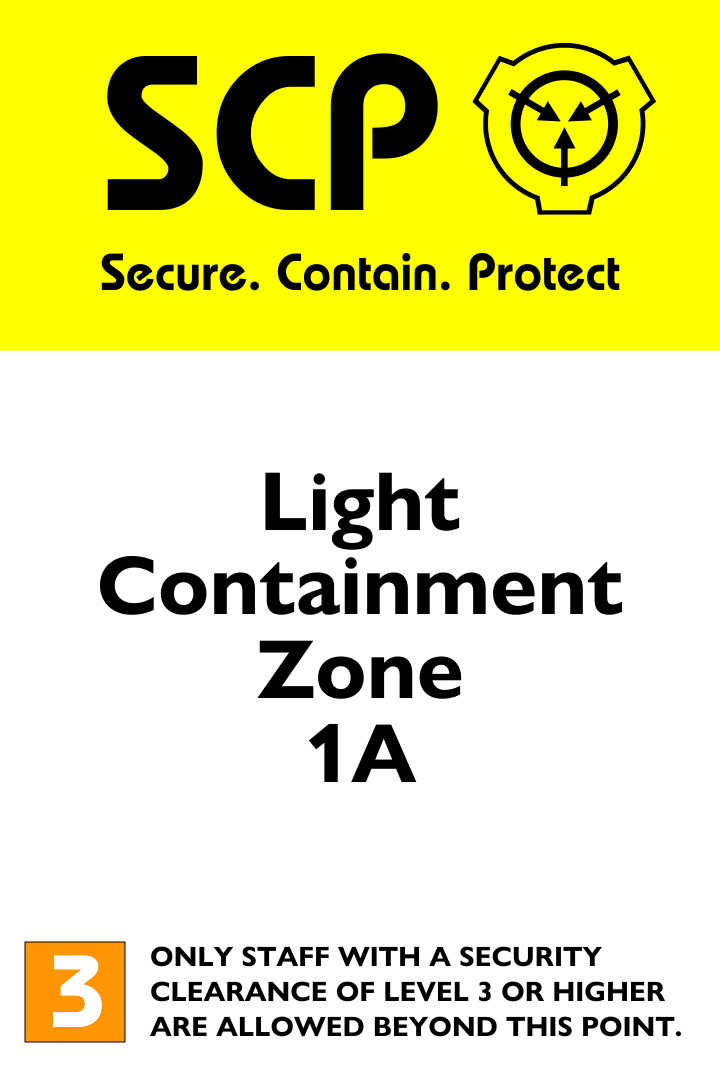 SCP
Secure. Contain. Protect
Light
Containment
Zone
1A
3
ONLY STAFF WITH A SECURITY
CLEARANCE OF LEVEL 3 OR HIGHER
ARE ALLOWED BEYOND THIS POINT.